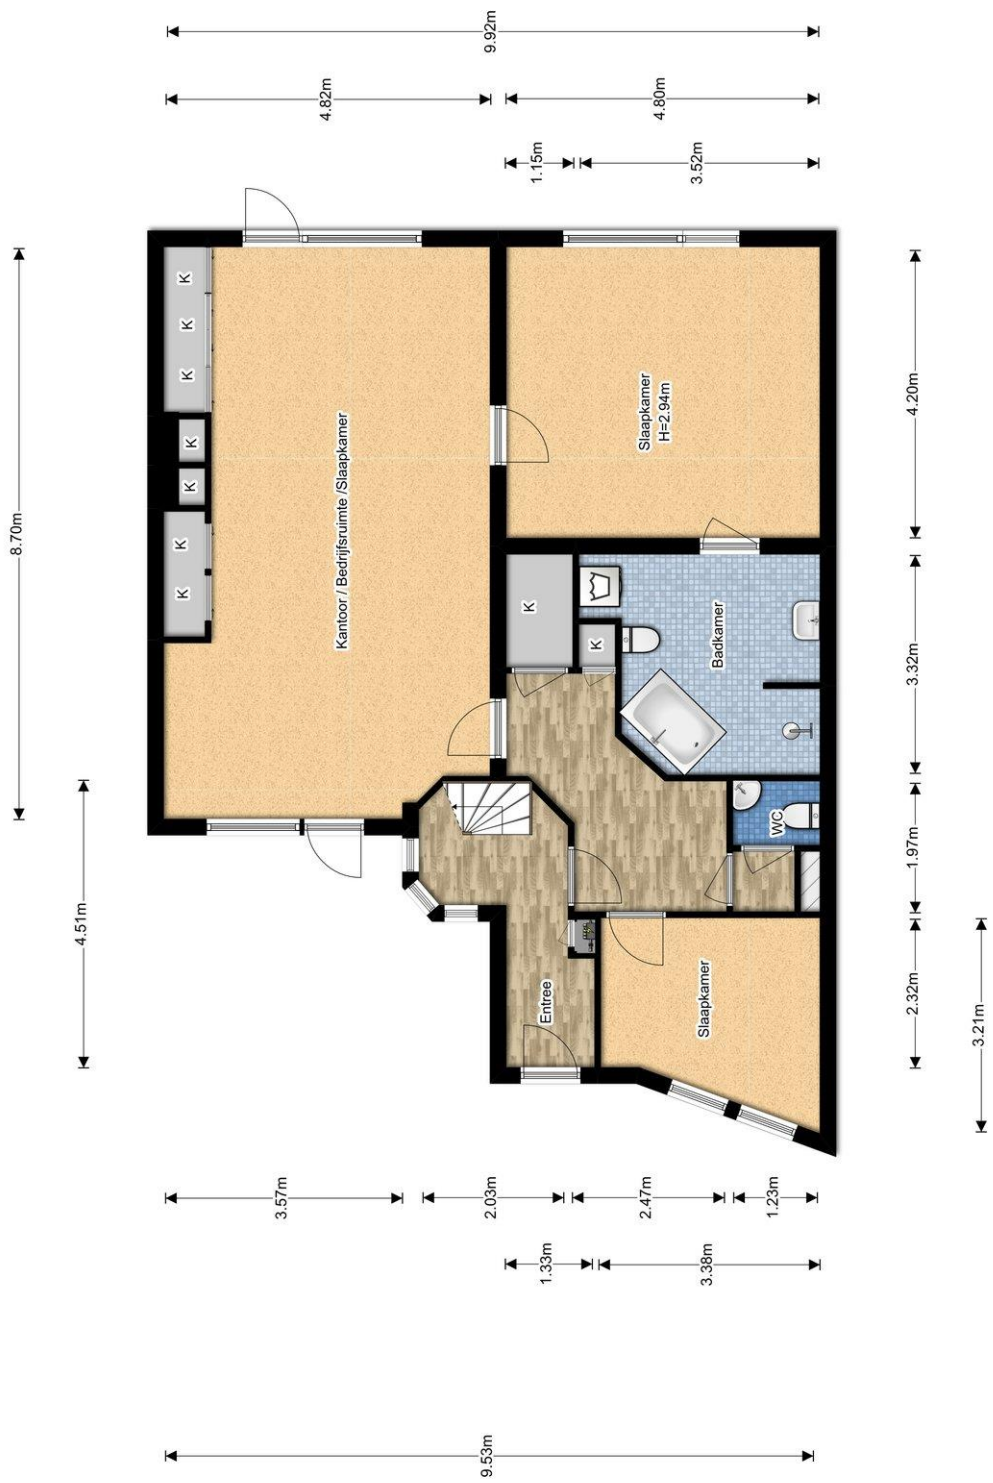 9.92m
4.82m
4.80m
1.15m
3.52m
8.70m
K
K
K
K
K
K
K
Kantoor / Bedrijfsruimte /Slaapkamer
Slaapkamer
H=2.94m
4.20m
K
K
Badkamer
3.32m
WC
1.97m
4.51m
Entree
Slaapkamer
2.32m
3.21m
3.57m
2.03m
2.47m
1.23m
1.33m
3.38m
9.53m